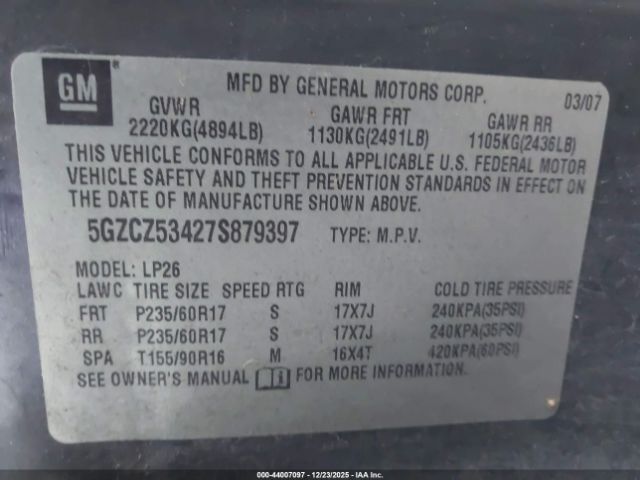 GM®
MFD BY GENERAL MOTORS CORP. 03/07
GVWR GAWR FRT GAWR RR
2220KG(4894LB) 1130KG(2491LB) 1105KG(2436LB)
THIS VEHICLE CONFORMS TO ALL APPLICABLE U.S. FEDERAL MOTOR
VEHICLE SAFETY AND THEFT PREVENTION STANDARDS IN EFFECT ON
THE DATE OF MANUFACTURE SHOWN ABOVE.
5GZCZ53427S879397 TYPE: M.P.V.
MODEL: LP26
LAWC TIRE SIZE SPEED RTG RIM COLD TIRE PRESSURE
FRT P235/60R17 S 17X7J 240KPA(35PSI)
RR P235/60R17 S 17X7J 240KPA(35PSI)
SPA T155/90R16 M 16X4T 420KPA(60PSI)
SEE OWNER'S MANUAL FOR MORE INFORMATION.
000-44007097 - 12/23/2025 - IAA Inc.